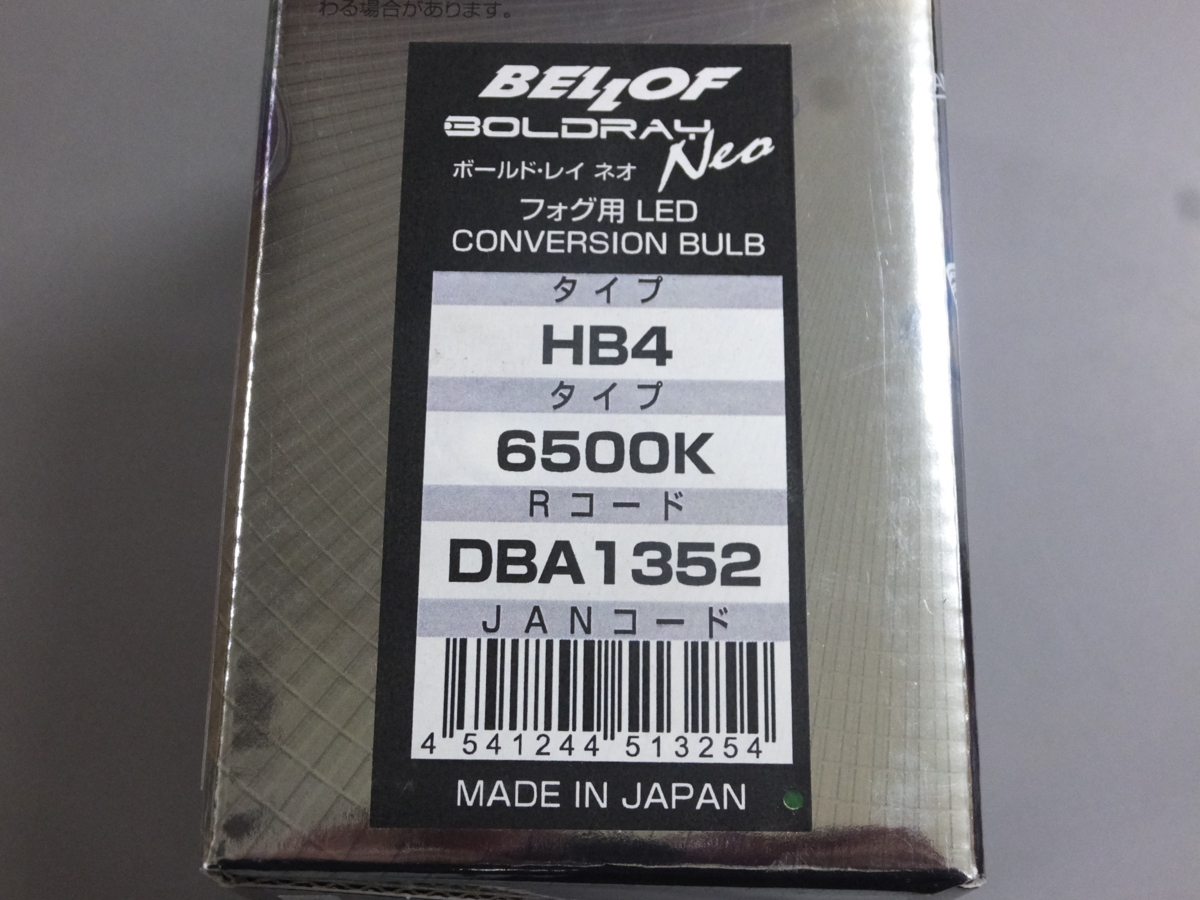 わる場合があります。
BELLOF
BOLDRAY Neo
ボールド・レイ ネオ
フォグ用 LED
CONVERSION BULB
タイプ
HB4
タイプ
6500K
Rコード
DBA1352
JANコード
4 541244 513254
MADE IN JAPAN